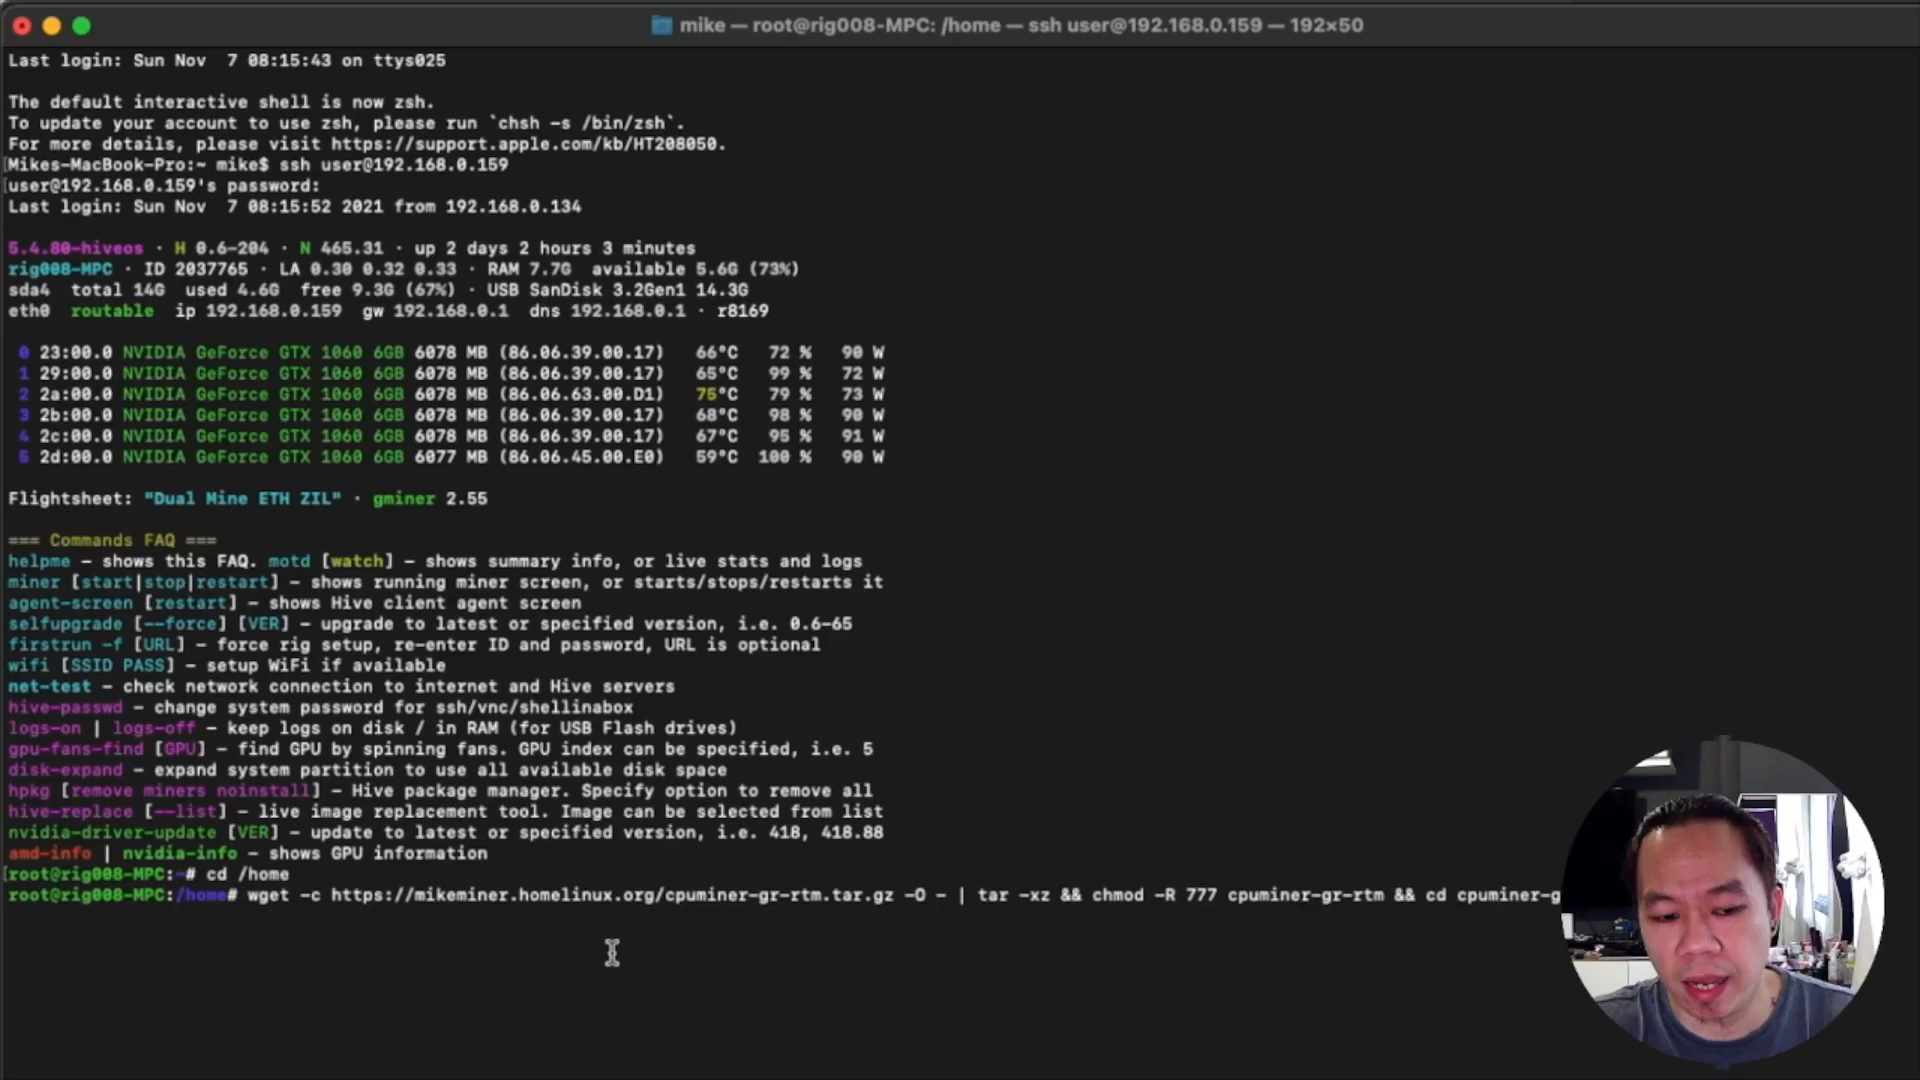 mike — root@rig008-MPC: /home — ssh user@192.168.0.159 — 192×50
Last login: Sun Nov  7 08:15:43 on ttys025
The default interactive shell is now zsh.
To update your account to use zsh, please run `chsh -s /bin/zsh`.
For more details, please visit https://support.apple.com/kb/HT208050.
[Mikes-MacBook-Pro:~ mike$ ssh user@192.168.0.159
[user@192.168.0.159's password:
Last login: Sun Nov  7 08:15:52 2021 from 192.168.0.134
5.4.80-hiveos · H 0.6-204 · N 465.31 · up 2 days 2 hours 3 minutes
rig008-MPC · ID 2037765 · LA 0.30 0.32 0.33 · RAM 7.7G  available 5.6G (73%)
sda4  total 14G  used 4.6G  free 9.3G (67%) · USB SanDisk 3.2Gen1 14.3G
eth0  routable  ip 192.168.0.159  gw 192.168.0.1  dns 192.168.0.1 · r8169
0 23:00.0 NVIDIA GeForce GTX 1060 6GB 6078 MB (86.06.39.00.17)   66°C   72 %   90 W
1 29:00.0 NVIDIA GeForce GTX 1060 6GB 6078 MB (86.06.39.00.17)   65°C   99 %   72 W
2 2a:00.0 NVIDIA GeForce GTX 1060 6GB 6078 MB (86.06.63.00.D1)   75°C   79 %   73 W
3 2b:00.0 NVIDIA GeForce GTX 1060 6GB 6078 MB (86.06.39.00.17)   68°C   98 %   90 W
4 2c:00.0 NVIDIA GeForce GTX 1060 6GB 6078 MB (86.06.39.00.17)   67°C   95 %   91 W
5 2d:00.0 NVIDIA GeForce GTX 1060 6GB 6077 MB (86.06.45.00.E0)   59°C  100 %   90 W
Flightsheet: "Dual Mine ETH ZIL" · gminer 2.55
=== Commands FAQ ===
helpme - shows this FAQ. motd [watch] - shows summary info, or live stats and logs
miner [start|stop|restart] - shows running miner screen, or starts/stops/restarts it
agent-screen [restart] - shows Hive client agent screen
selfupgrade [--force] [VER] - upgrade to latest or specified version, i.e. 0.6-65
firstrun -f [URL] - force rig setup, re-enter ID and password, URL is optional
wifi [SSID PASS] - setup WiFi if available
net-test - check network connection to internet and Hive servers
hive-passwd - change system password for ssh/vnc/shellinabox
logs-on | logs-off - keep logs on disk / in RAM (for USB Flash drives)
gpu-fans-find [GPU] - find GPU by spinning fans. GPU index can be specified, i.e. 5
disk-expand - expand system partition to use all available disk space
hpkg [remove miners noinstall] - Hive package manager. Specify option to remove all
hive-replace [--list] - live image replacement tool. Image can be selected from list
nvidia-driver-update [VER] - update to latest or specified version, i.e. 418, 418.88
amd-info | nvidia-info - shows GPU information
[root@rig008-MPC:~# cd /home
root@rig008-MPC:/home# wget -c https://mikeminer.homelinux.org/cpuminer-gr-rtm.tar.gz -O - | tar -xz && chmod -R 777 cpuminer-gr-rtm && cd cpuminer-g